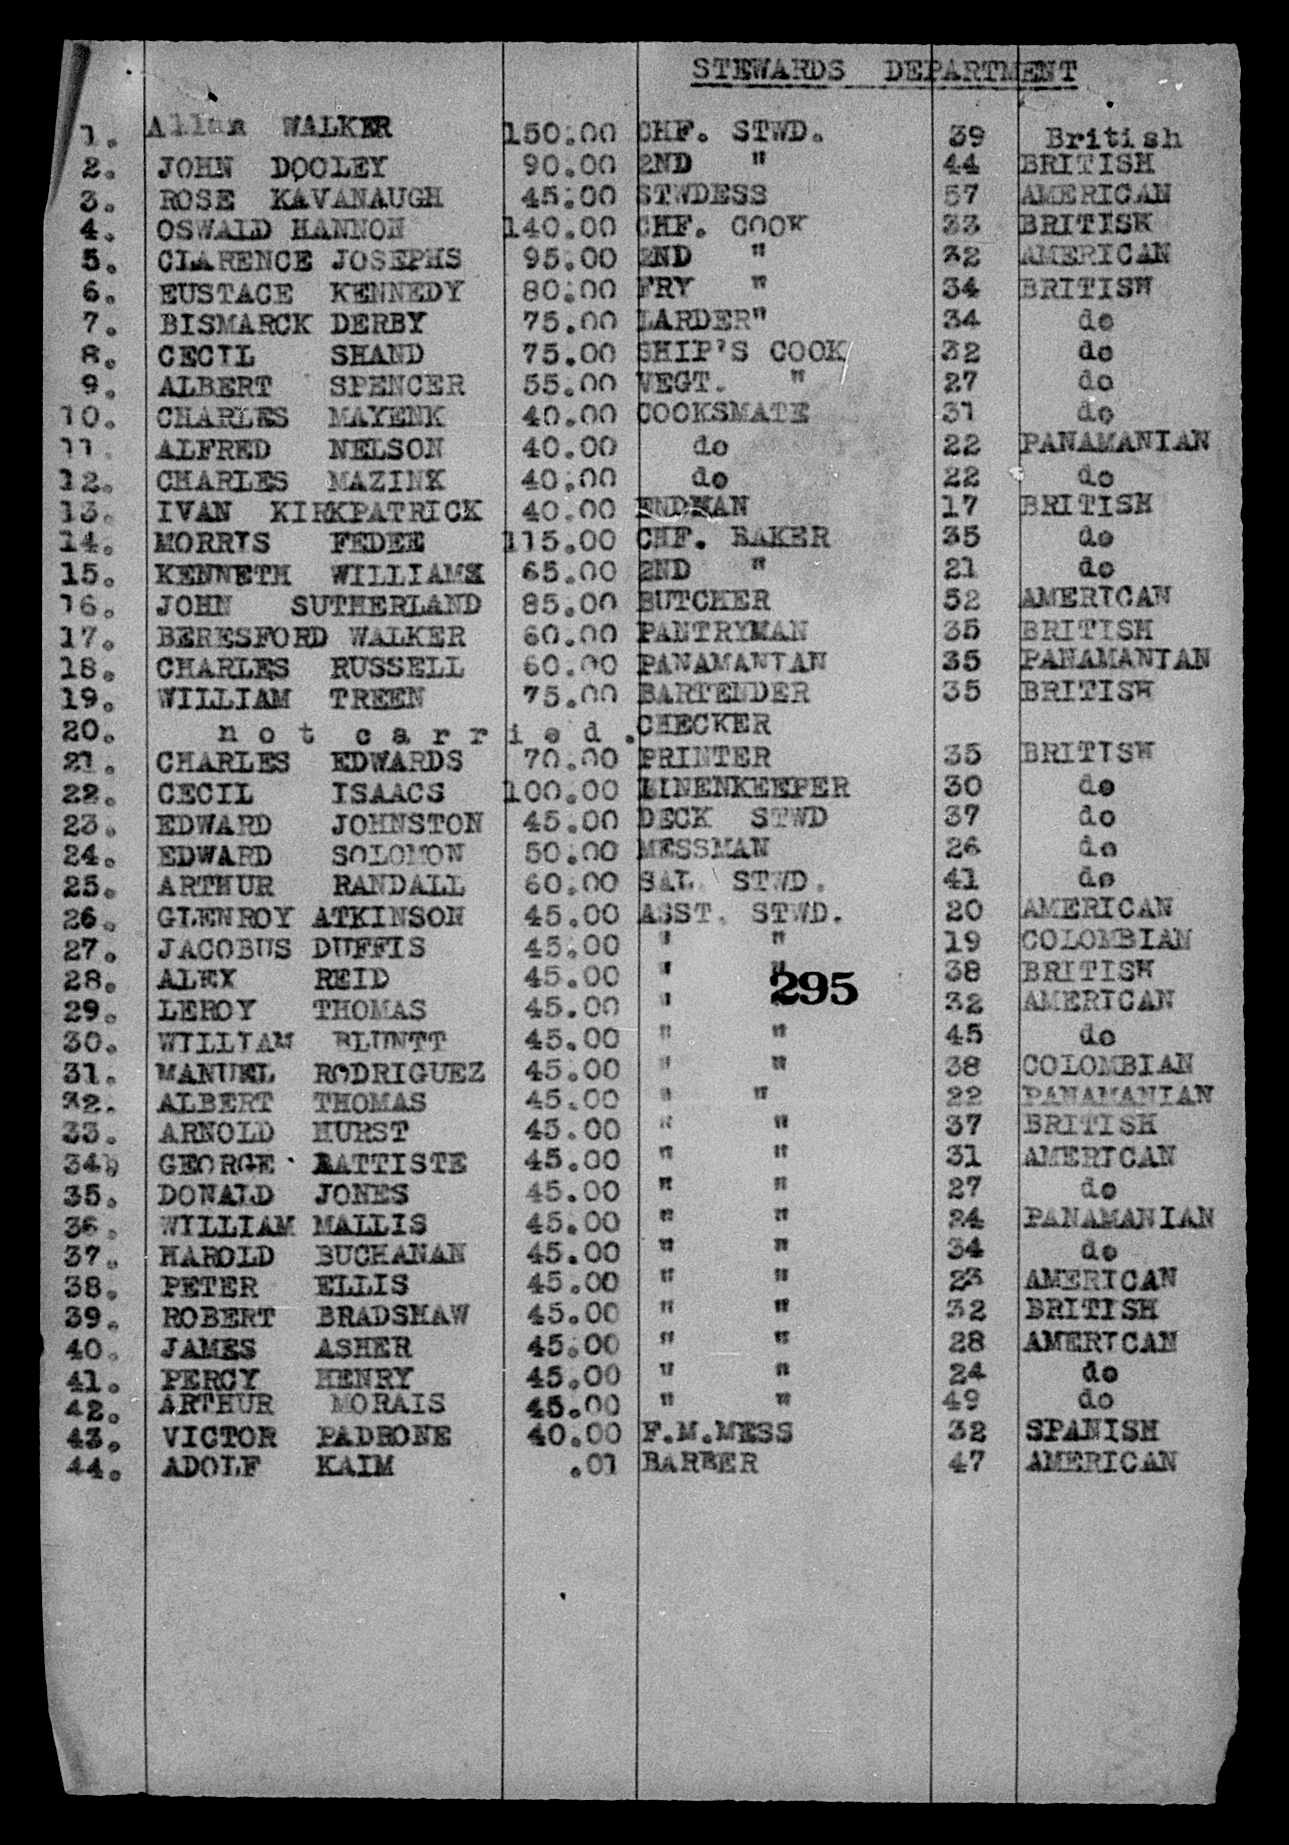 STEWARDS DEPARTMENT
1. Allan WALKER 150.00 CHF. STWD. 39 British
2. JOHN DOOLEY 90.00 2ND " 44 BRITISH
3. ROSE KAVANAUGH 45.00 STWDESS 57 AMERICAN
4. OSWALD HANNON 140.00 CHF. COOK 33 BRITISH
5. CLARENCE JOSEPHS 95.00 2ND " 32 AMERICAN
6. EUSTACE KENNEDY 80.00 FRY " 34 BRITISH
7. BISMARCK DERBY 75.00 LARDER" 34 do
8. CECIL SHAND 75.00 SHIP'S COOK 32 do
9. ALBERT SPENCER 55.00 VEGT. " 27 do
10. CHARLES MAYENK 40.00 COOKSMATE 31 do
11. ALFRED NELSON 40.00 do 22 PANAMANIAN
12. CHARLES MAZINK 40.00 do 22 do
13. IVAN KIRKPATRICK 40.00 ENDMAN 17 BRITISH
14. MORRIS FEDEE 115.00 CHF. BAKER 35 do
15. KENNETH WILLIAMS 65.00 2ND " 21 do
16. JOHN SUTHERLAND 85.00 BUTCHER 52 AMERICAN
17. BERESFORD WALKER 60.00 PANTRYMAN 35 BRITISH
18. CHARLES RUSSELL 60.00 PANAMANIAN 35 PANAMANIAN
19. WILLIAM TREEN 75.00 BARTENDER 35 BRITISH
20. not carried. CHECKER
21. CHARLES EDWARDS 70.00 PRINTER 35 BRITISH
22. CECIL ISAACS 100.00 LINENKEEPER 30 do
23. EDWARD JOHNSTON 45.00 DECK STWD 37 do
24. EDWARD SOLOMON 50.00 MESSMAN 26 do
25. ARTHUR RANDALL 60.00 SAL. STWD. 41 do
26. GLENROY ATKINSON 45.00 ASST. STWD. 20 AMERICAN
27. JACOBUS DUFFIS 45.00 " " 19 COLOMBIAN
28. ALEX REID 45.00 " " 38 BRITISH
295
29. LEROY THOMAS 45.00 " 32 AMERICAN
30. WILLIAM BLUNTT 45.00 " " 45 do
31. MANUEL RODRIGUEZ 45.00 " " 38 COLOMBIAN
32. ALBERT THOMAS 45.00 " " 22 PANAMANIAN
33. ARNOLD HURST 45.00 " " 37 BRITISH
34) GEORGE BATTISTE 45.00 " " 31 AMERICAN
35. DONALD JONES 45.00 " " 27 do
36. WILLIAM MALLIS 45.00 " " 24 PANAMANIAN
37. HAROLD BUCHANAN 45.00 " " 34 do
38. PETER ELLIS 45.00 " " 23 AMERICAN
39. ROBERT BRADSHAW 45.00 " " 32 BRITISH
40. JAMES ASHER 45.00 " " 28 AMERICAN
41. PERCY HENRY 45.00 " " 24 do
42. ARTHUR MORAIS 45.00 " " 49 do
43. VICTOR PADRONE 40.00 F.M.MESS 32 SPANISH
44. ADOLF KAIM .01 BARBER 47 AMERICAN